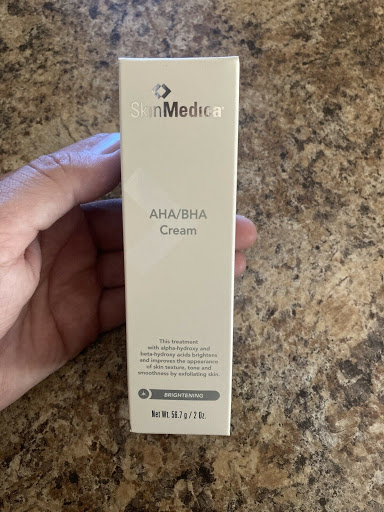 SkinMedica
AHA/BHA
Cream
This treatment
with alpha-hydroxy and
beta-hydroxy acids brightens
and improves the appearance
of skin texture, tone and
smoothness by exfoliating skin.
BRIGHTENING
Net Wt. 56.7 g / 2 Oz.